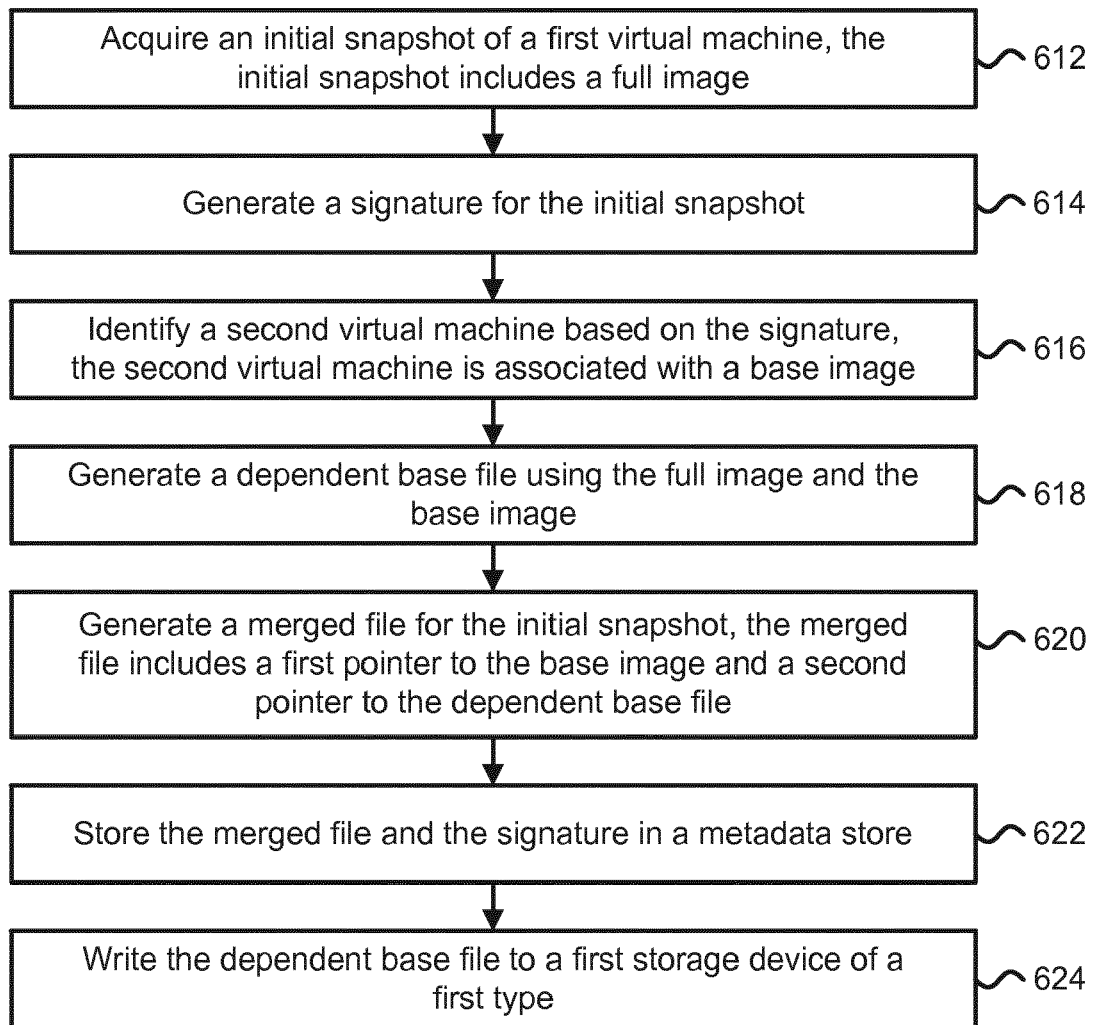 Acquire an initial snapshot of a first virtual machine, the
initial snapshot includes a full image
612
Generate a signature for the initial snapshot
614
Identify a second virtual machine based on the signature,
the second virtual machine is associated with a base image
616
Generate a dependent base file using the full image and the
base image
618
Generate a merged file for the initial snapshot, the merged
file includes a first pointer to the base image and a second
pointer to the dependent base file
620
Store the merged file and the signature in a metadata store
622
Write the dependent base file to a first storage device of a
first type
624